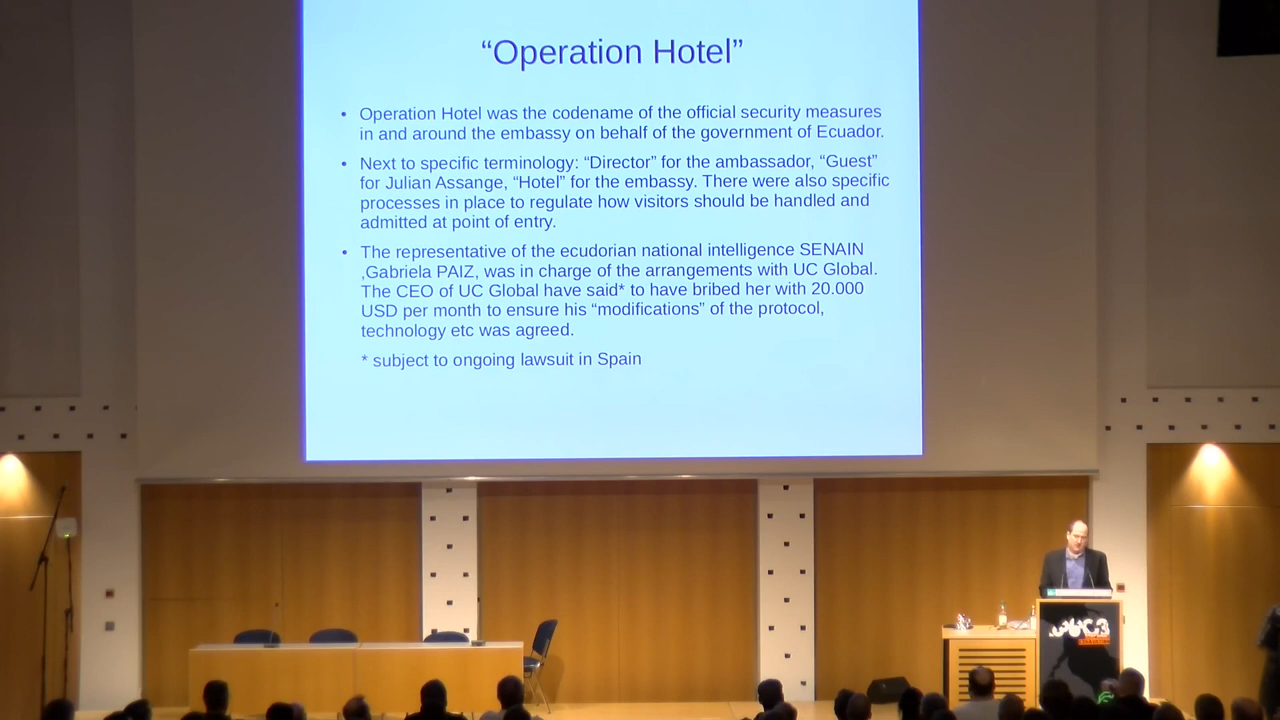 “Operation Hotel”
• Operation Hotel was the codename of the official security measures
in and around the embassy on behalf of the government of Ecuador.
• Next to specific terminology: “Director” for the ambassador, “Guest”
for Julian Assange, “Hotel” for the embassy. There were also specific
processes in place to regulate how visitors should be handled and
admitted at point of entry.
• The representative of the ecudorian national intelligence SENAIN
,Gabriela PAIZ, was in charge of the arrangements with UC Global.
The CEO of UC Global have said* to have bribed her with 20.000
USD per month to ensure his “modifications” of the protocol,
technology etc was agreed.
* subject to ongoing lawsuit in Spain